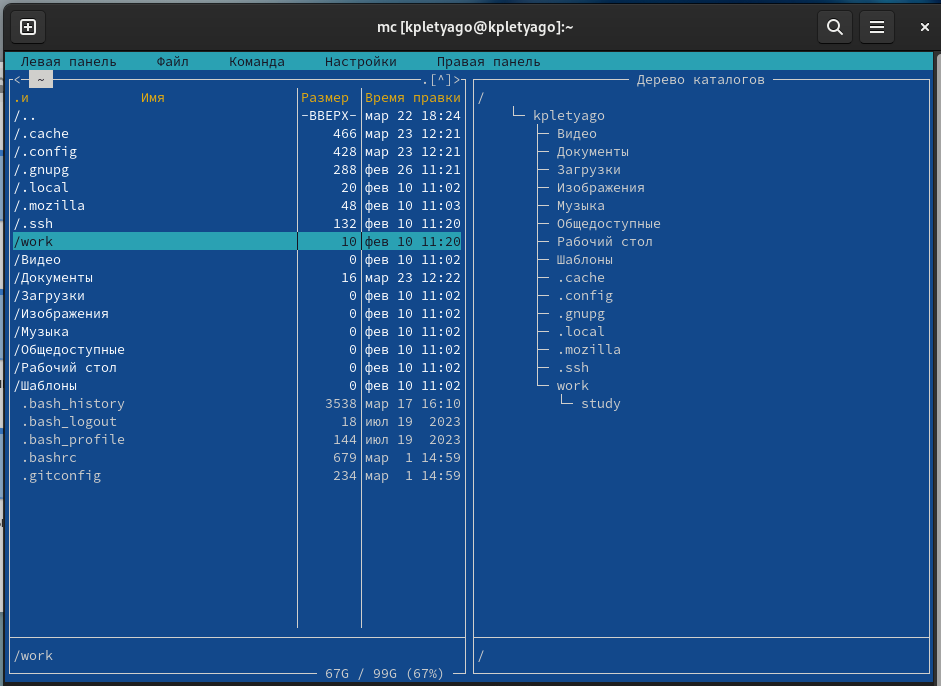 mc [kpletyago@kpletyago]:~
Левая панель Файл Команда Настройки Правая панель
<─ ~ ─.[^]>
.и Имя Размер Время правки
/.. -ВВЕРХ- мар 22 18:24
/.cache 466 мар 23 12:21
/.config 428 мар 23 12:21
/.gnupg 288 фев 26 11:21
/.local 20 фев 10 11:02
/.mozilla 48 фев 10 11:03
/.ssh 132 фев 10 11:20
/work 10 фев 10 11:20
/Видео 0 фев 10 11:02
/Документы 16 мар 23 12:22
/Загрузки 0 фев 10 11:02
/Изображения 0 фев 10 11:02
/Музыка 0 фев 10 11:02
/Общедоступные 0 фев 10 11:02
/Рабочий стол 0 фев 10 11:02
/Шаблоны 0 фев 10 11:02
.bash_history 3538 мар 17 16:10
.bash_logout 18 июл 19 2023
.bash_profile 144 июл 19 2023
.bashrc 679 мар 1 14:59
.gitconfig 234 мар 1 14:59
/work
67G / 99G (67%)
Дерево каталогов
/
kpletyago
Видео
Документы
Загрузки
Изображения
Музыка
Общедоступные
Рабочий стол
Шаблоны
.cache
.config
.gnupg
.local
.mozilla
.ssh
work
study
/